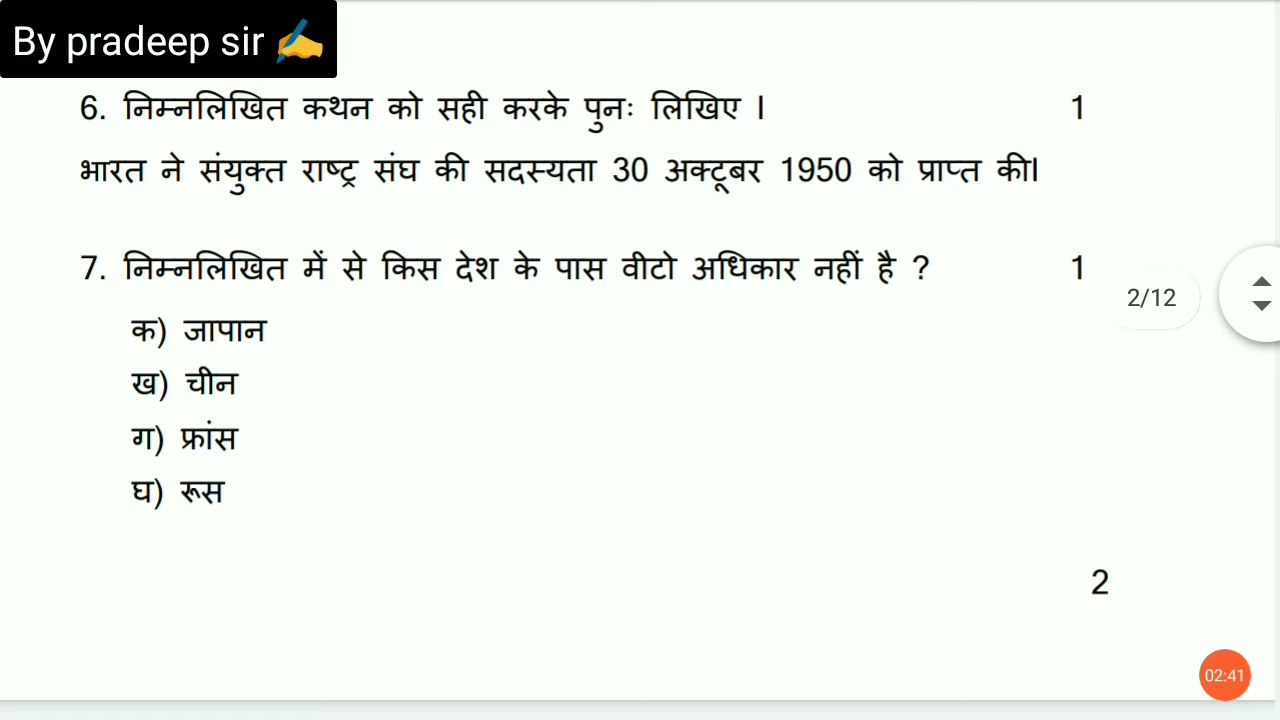 By pradeep sir ✍️
6. निम्नलिखित कथन को सही करके पुनः लिखिए । 1
भारत ने संयुक्त राष्ट्र संघ की सदस्यता 30 अक्टूबर 1950 को प्राप्त की।
7. निम्नलिखित में से किस देश के पास वीटो अधिकार नहीं है ? 1
2/12
क) जापान
ख) चीन
ग) फ्रांस
घ) रूस
2
02:41